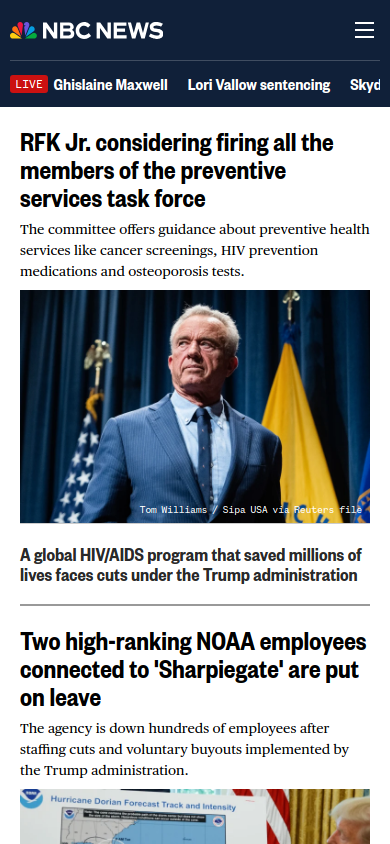 NBC NEWS
LIVE Ghislaine Maxwell Lori Vallow sentencing Skyd
RFK Jr. considering firing all the
members of the preventive
services task force
The committee offers guidance about preventive health
services like cancer screenings, HIV prevention
medications and osteoporosis tests.
Tom Williams / Sipa USA via Reuters file
A global HIV/AIDS program that saved millions of
lives faces cuts under the Trump administration
Two high-ranking NOAA employees
connected to 'Sharpiegate' are put
on leave
The agency is down hundreds of employees after
staffing cuts and voluntary buyouts implemented by
the Trump administration.
Hurricane Dorian Forecast Track and Intensity